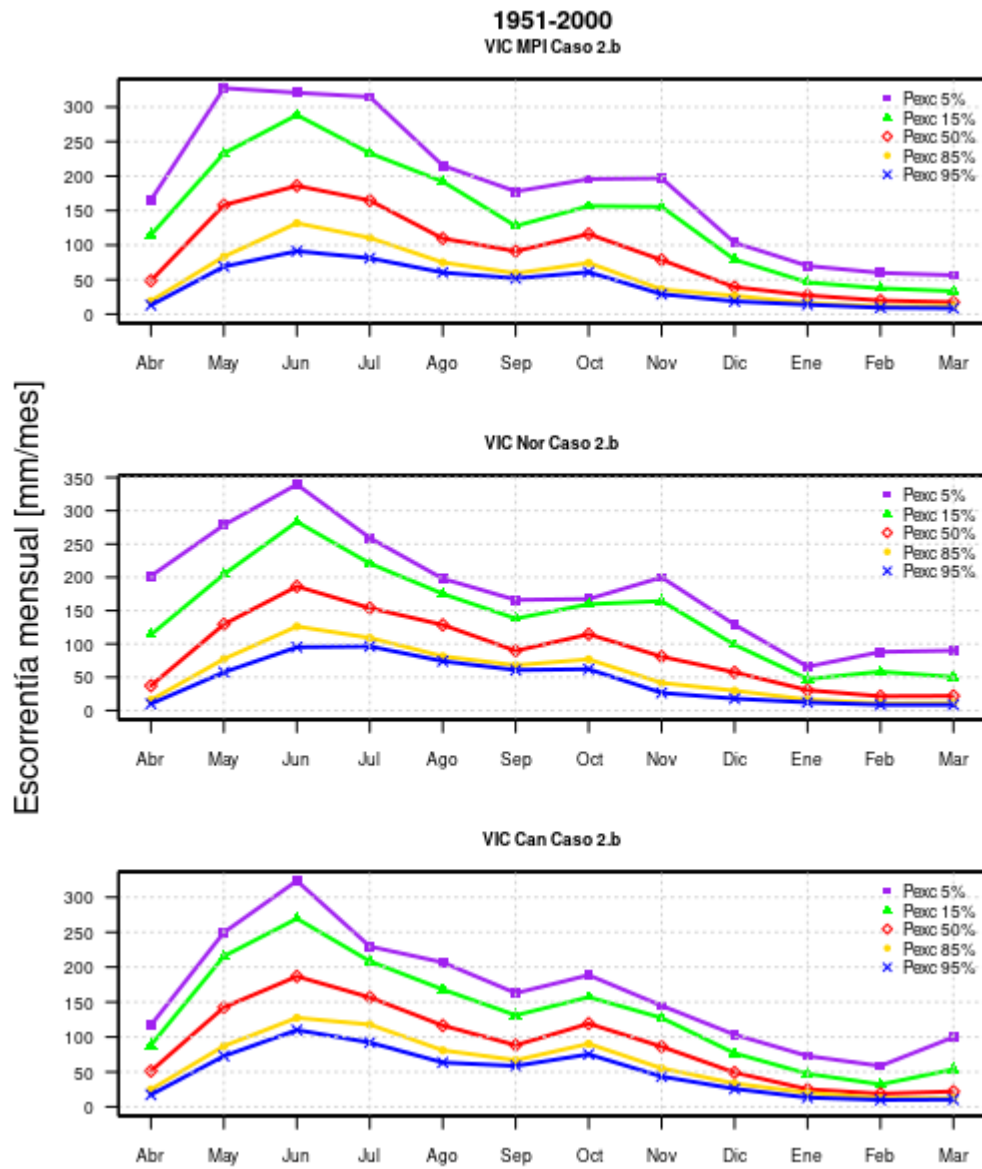 1951-2000
VIC MPI Caso 2.b
Escorrentía mensual [mm/mes]
300
250
200
150
100
50
0
Pexc 5%
Pexc 15%
Pexc 50%
Pexc 85%
Pexc 95%
Abr May Jun Jul Ago Sep Oct Nov Dic Ene Feb Mar
VIC Nor Caso 2.b
350
300
250
200
150
100
50
0
Pexc 5%
Pexc 15%
Pexc 50%
Pexc 85%
Pexc 95%
Abr May Jun Jul Ago Sep Oct Nov Dic Ene Feb Mar
VIC Can Caso 2.b
300
250
200
150
100
50
0
Pexc 5%
Pexc 15%
Pexc 50%
Pexc 85%
Pexc 95%
Abr May Jun Jul Ago Sep Oct Nov Dic Ene Feb Mar